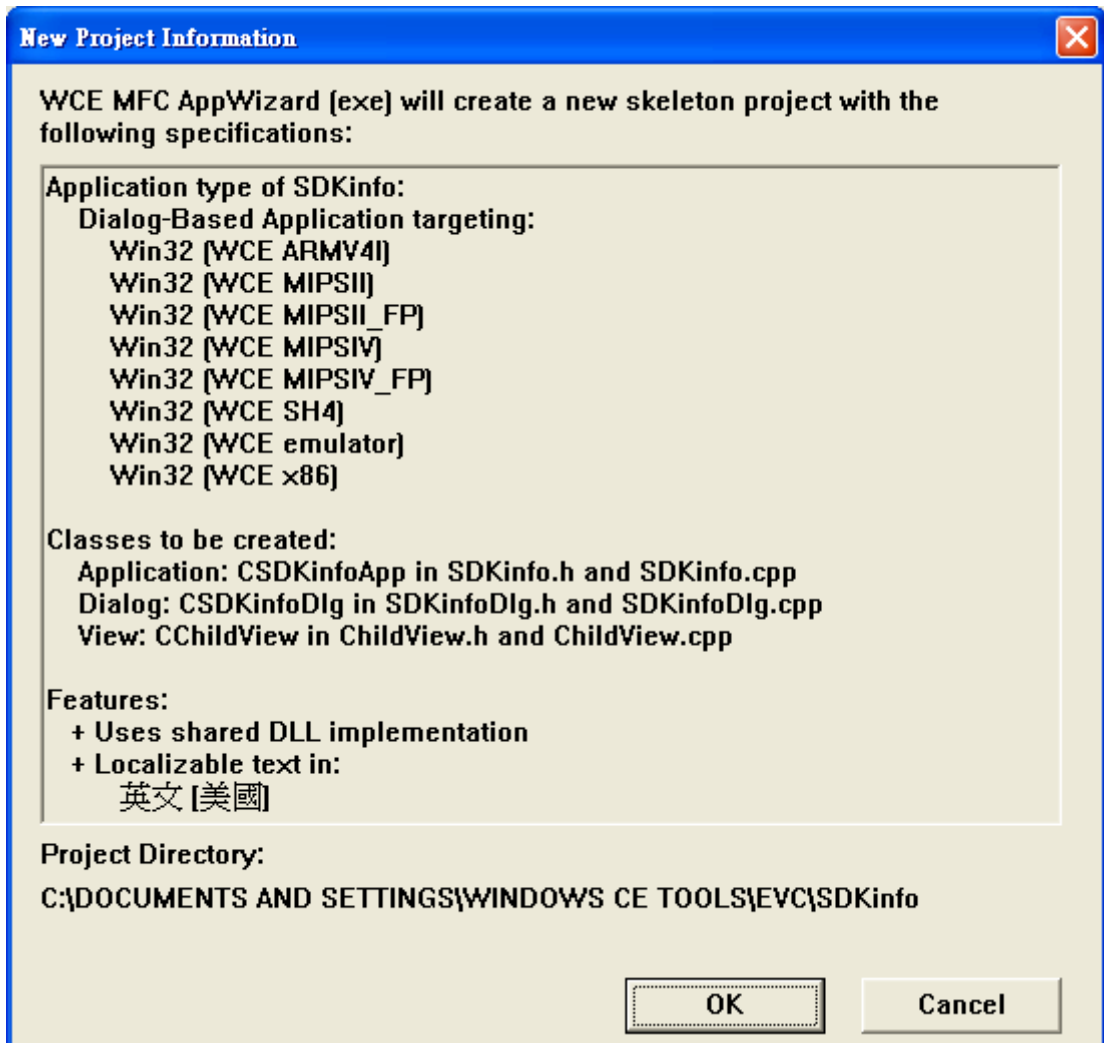 New Project Information
WCE MFC AppWizard (exe) will create a new skeleton project with the
following specifications:
Application type of SDKinfo:
Dialog-Based Application targeting:
Win32 (WCE ARMV4I)
Win32 (WCE MIPSII)
Win32 (WCE MIPSII_FP)
Win32 (WCE MIPSIV)
Win32 (WCE MIPSIV_FP)
Win32 (WCE SH4)
Win32 (WCE emulator)
Win32 (WCE x86)
Classes to be created:
Application: CSDKinfoApp in SDKinfo.h and SDKinfo.cpp
Dialog: CSDKinfoDlg in SDKinfoDlg.h and SDKinfoDlg.cpp
View: CChildView in ChildView.h and ChildView.cpp
Features:
+ Uses shared DLL implementation
+ Localizable text in:
英文 [美國]
Project Directory:
C:\DOCUMENTS AND SETTINGS\WINDOWS CE TOOLS\EVC\SDKinfo
OK Cancel